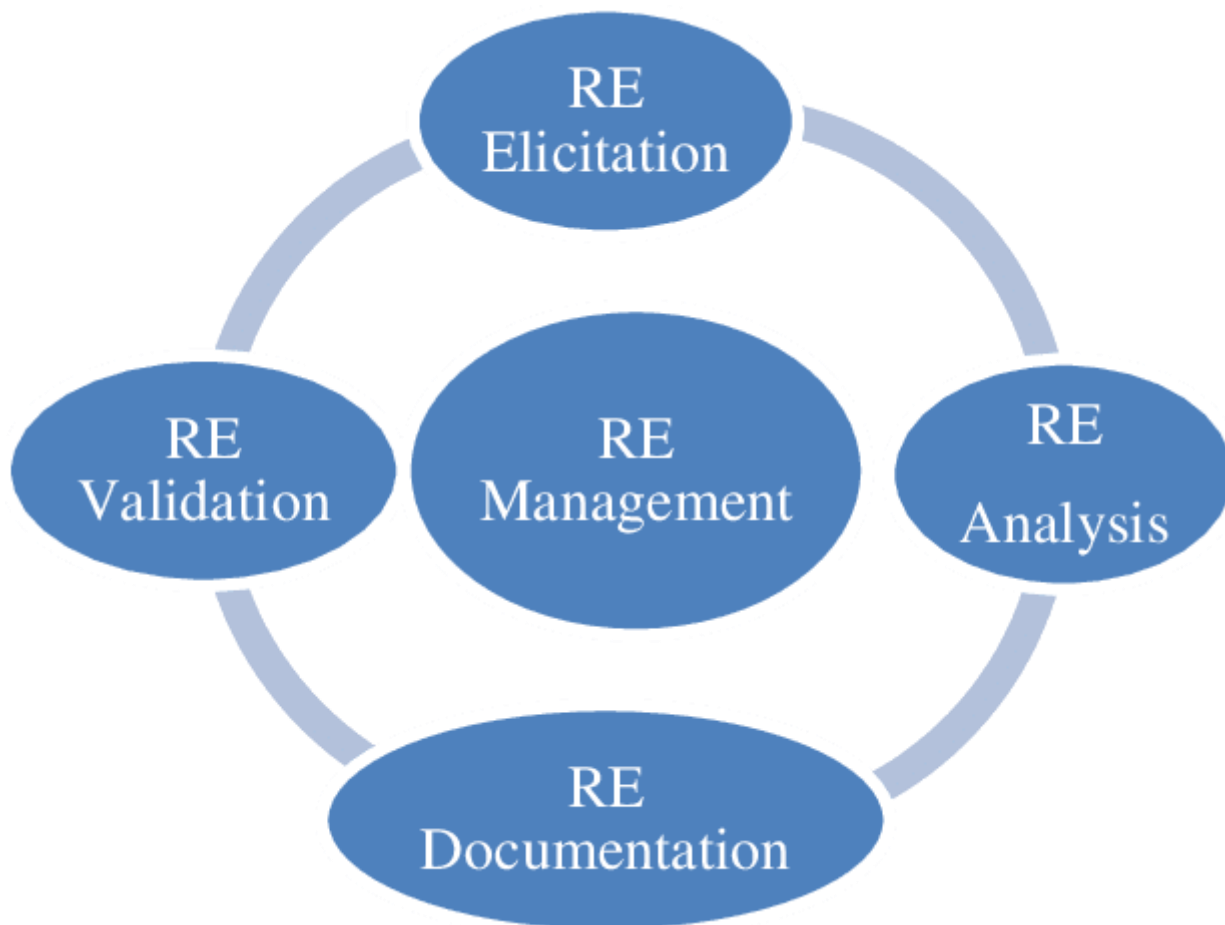 RE
Elicitation
RE
Validation
RE
Management
RE
Analysis
RE
Documentation